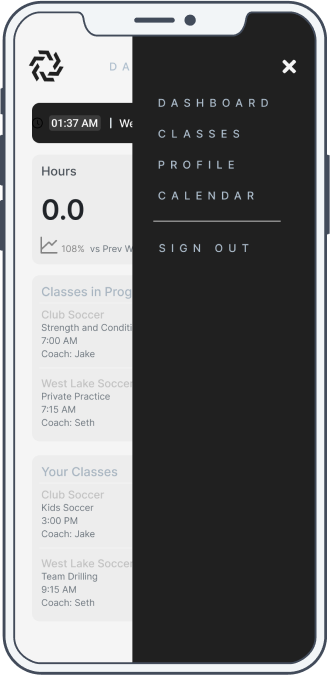 DA
DASHBOARD
CLASSES
PROFILE
CALENDAR
SIGN OUT
01:37 AM | We
Hours
0.0
108% vs Prev W
Classes in Prog
Club Soccer
Strength and Conditi
7:00 AM
Coach: Jake
West Lake Soccer
Private Practice
7:15 AM
Coach: Seth
Your Classes
Club Soccer
Kids Soccer
3:00 PM
Coach: Jake
West Lake Soccer
Team Drilling
9:15 AM
Coach: Seth